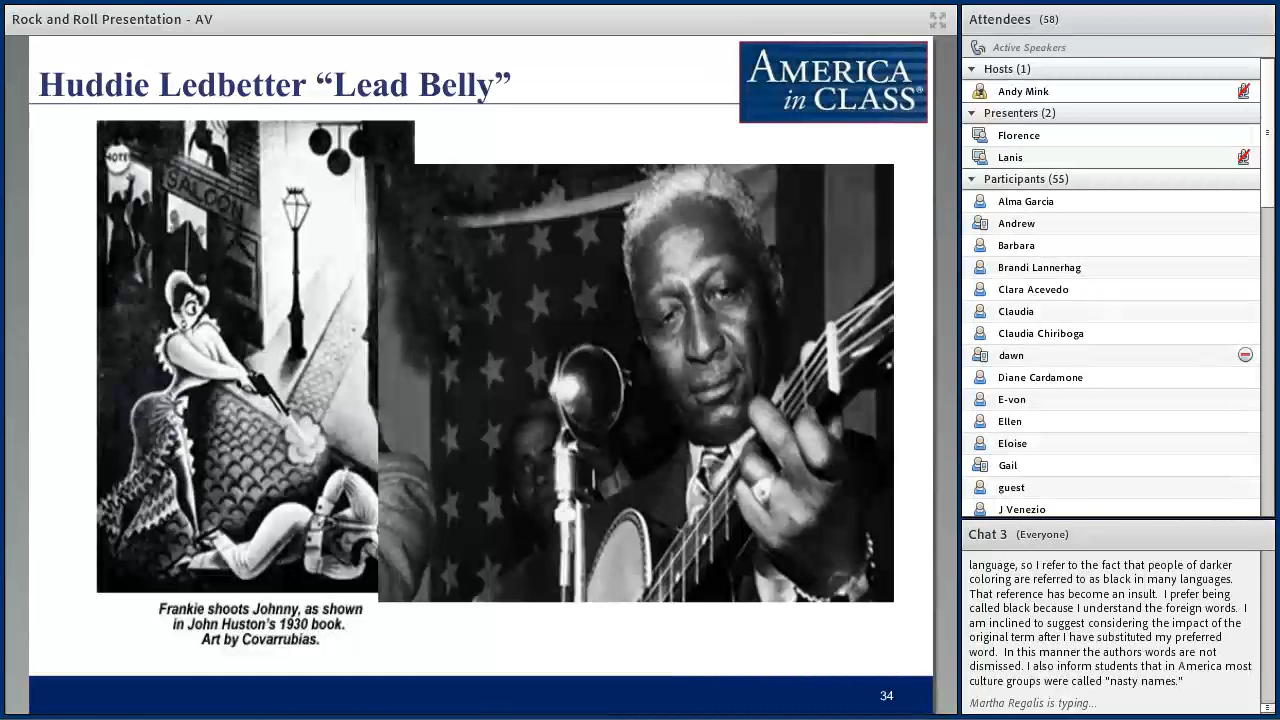 Rock and Roll Presentation - AV
Huddie Ledbetter “Lead Belly”
AMERICA
in CLASS®
SALOON
Frankie shoots Johnny, as shown
in John Huston's 1930 book.
Art by Covarrubias.
34
Attendees (58)
Active Speakers
Hosts (1)
Andy Mink
Presenters (2)
Florence
Lanis
Participants (55)
Alma Garcia
Andrew
Barbara
Brandi Lannerhag
Clara Acevedo
Claudia
Claudia Chiriboga
dawn
Diane Cardamone
E-von
Ellen
Eloise
Gail
guest
J Venezio
Chat 3 (Everyone)
language, so I refer to the fact that people of darker
coloring are referred to as black in many languages.
That reference has become an insult. I prefer being
called black because I understand the foreign words. I
am inclined to suggest considering the impact of the
original term after I have substituted my preferred
word. In this manner the authors words are not
dismissed. I also inform students that in America most
culture groups were called "nasty names."
Martha Regalis is typing...